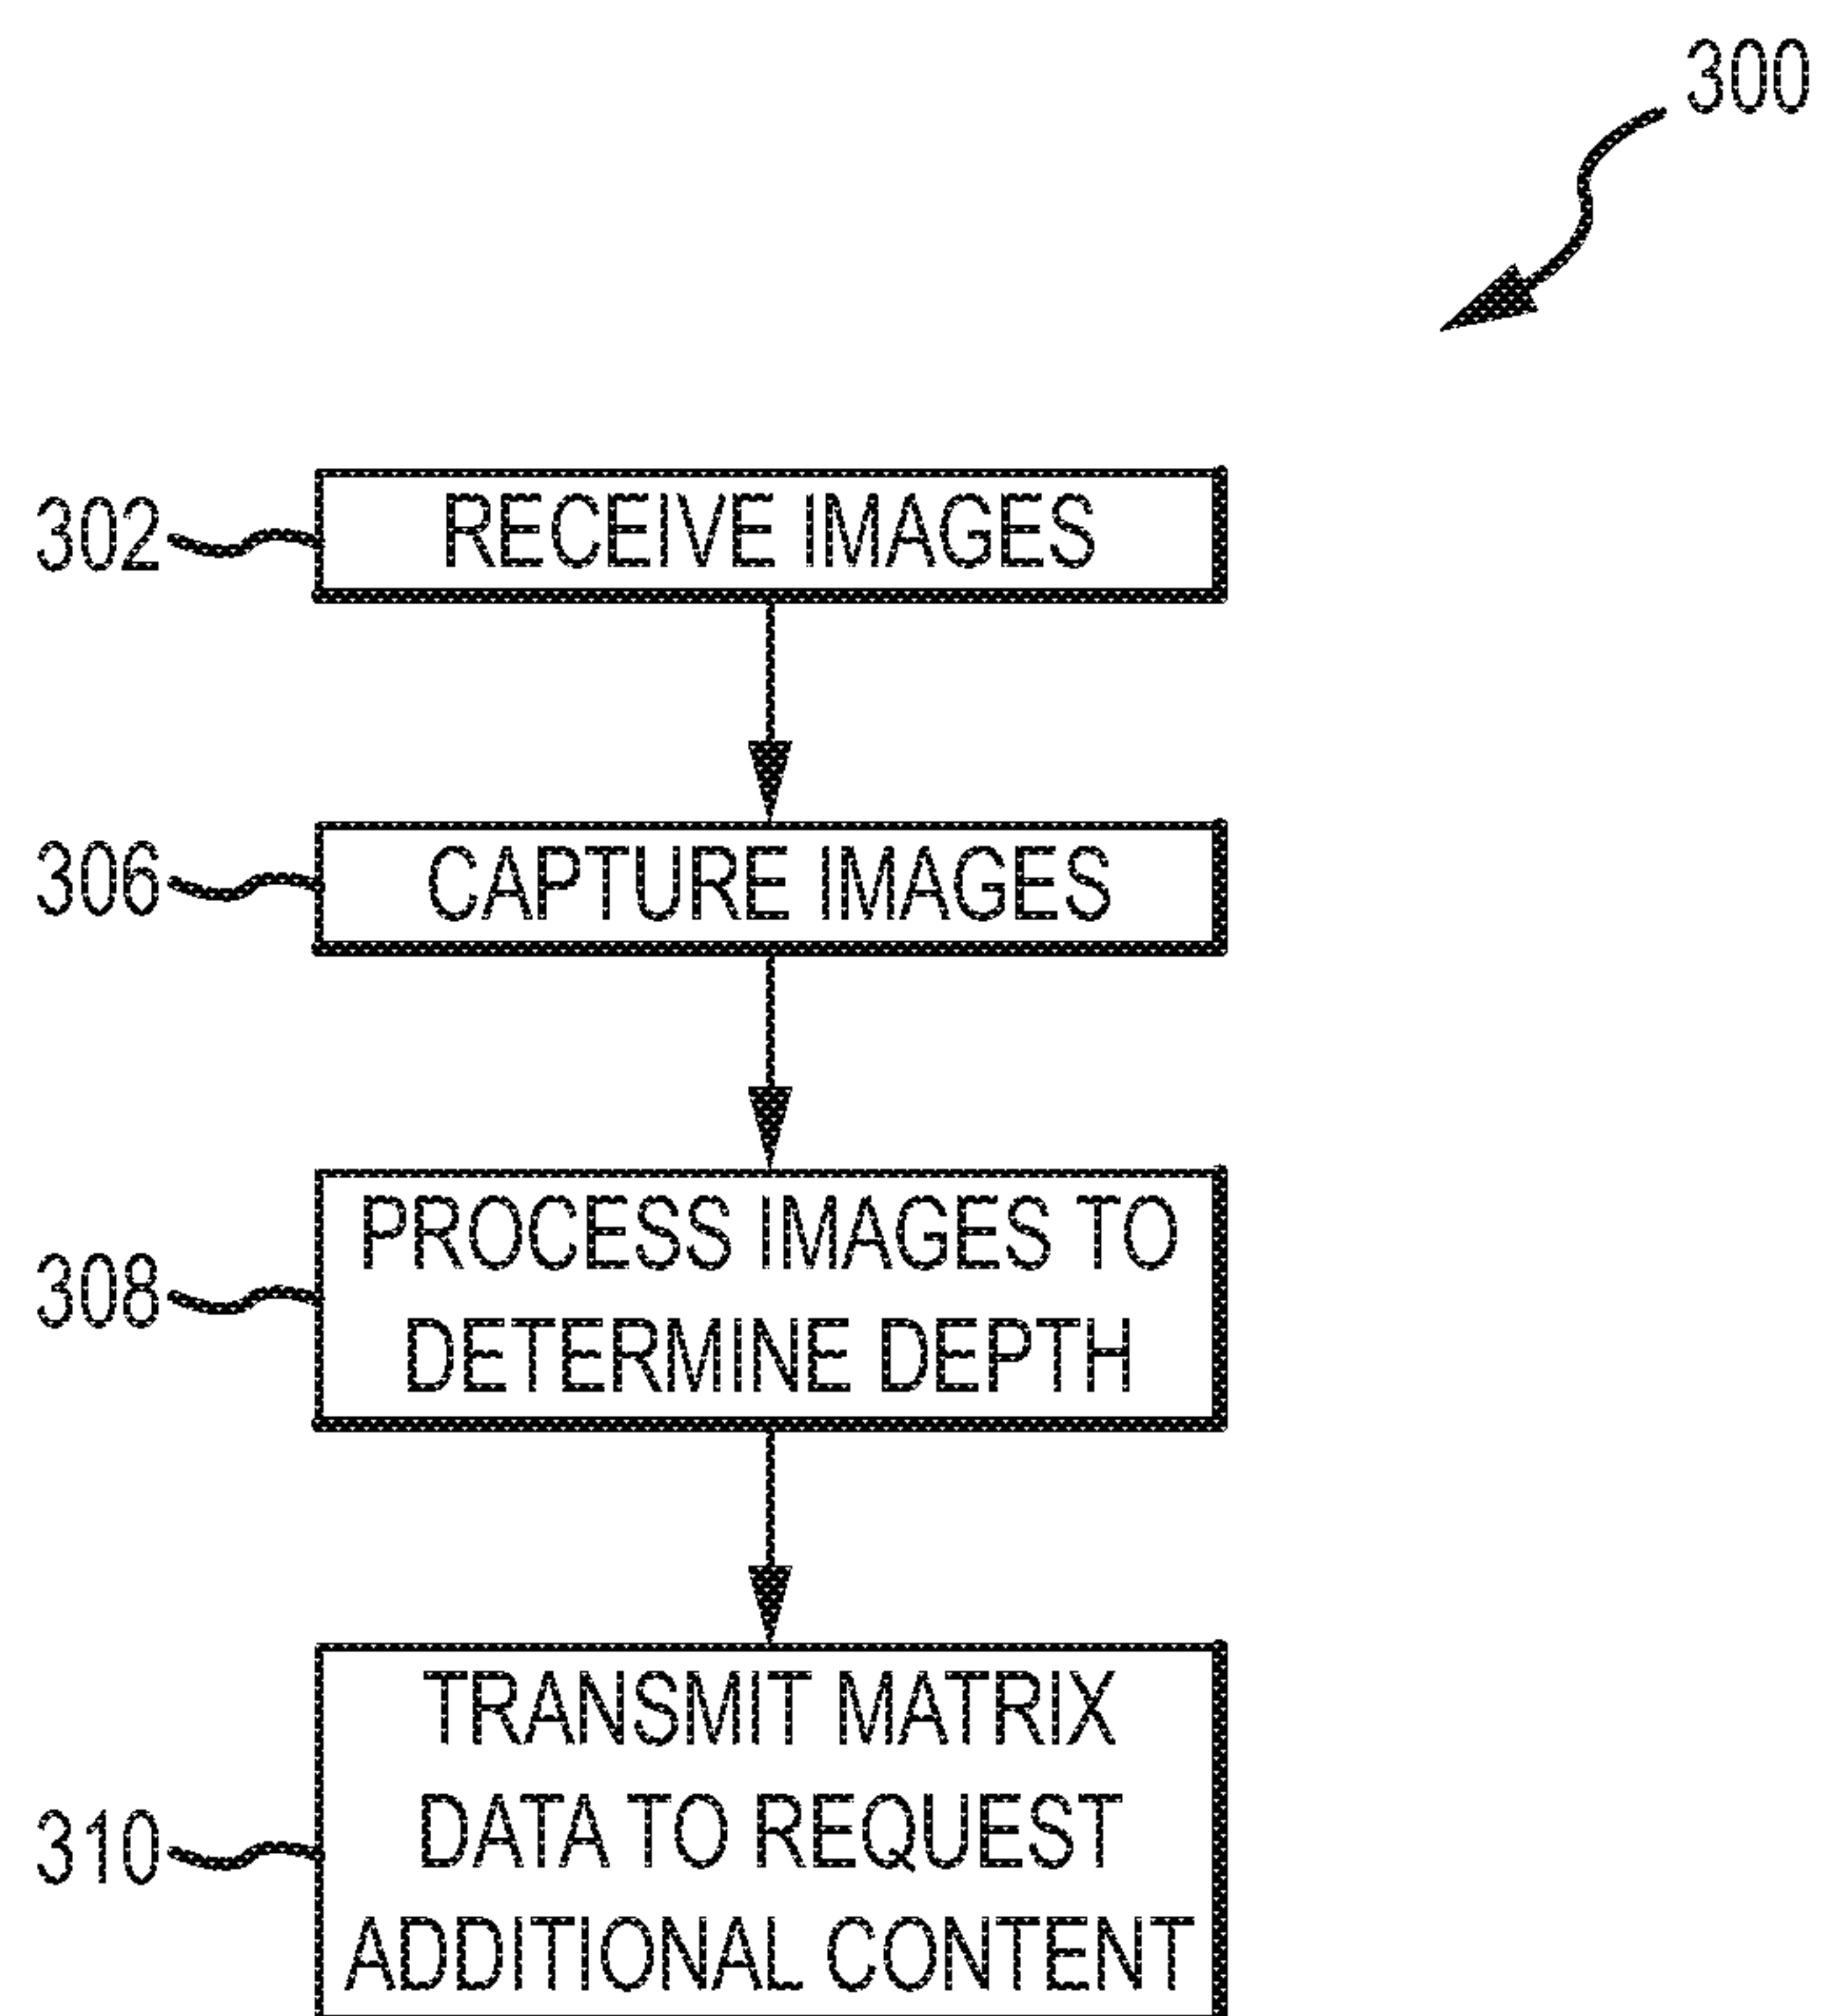 300
302
RECEIVE IMAGES
306
CAPTURE IMAGES
308
PROCESS IMAGES TO
DETERMINE DEPTH
310
TRANSMIT MATRIX
DATA TO REQUEST
ADDITIONAL CONTENT